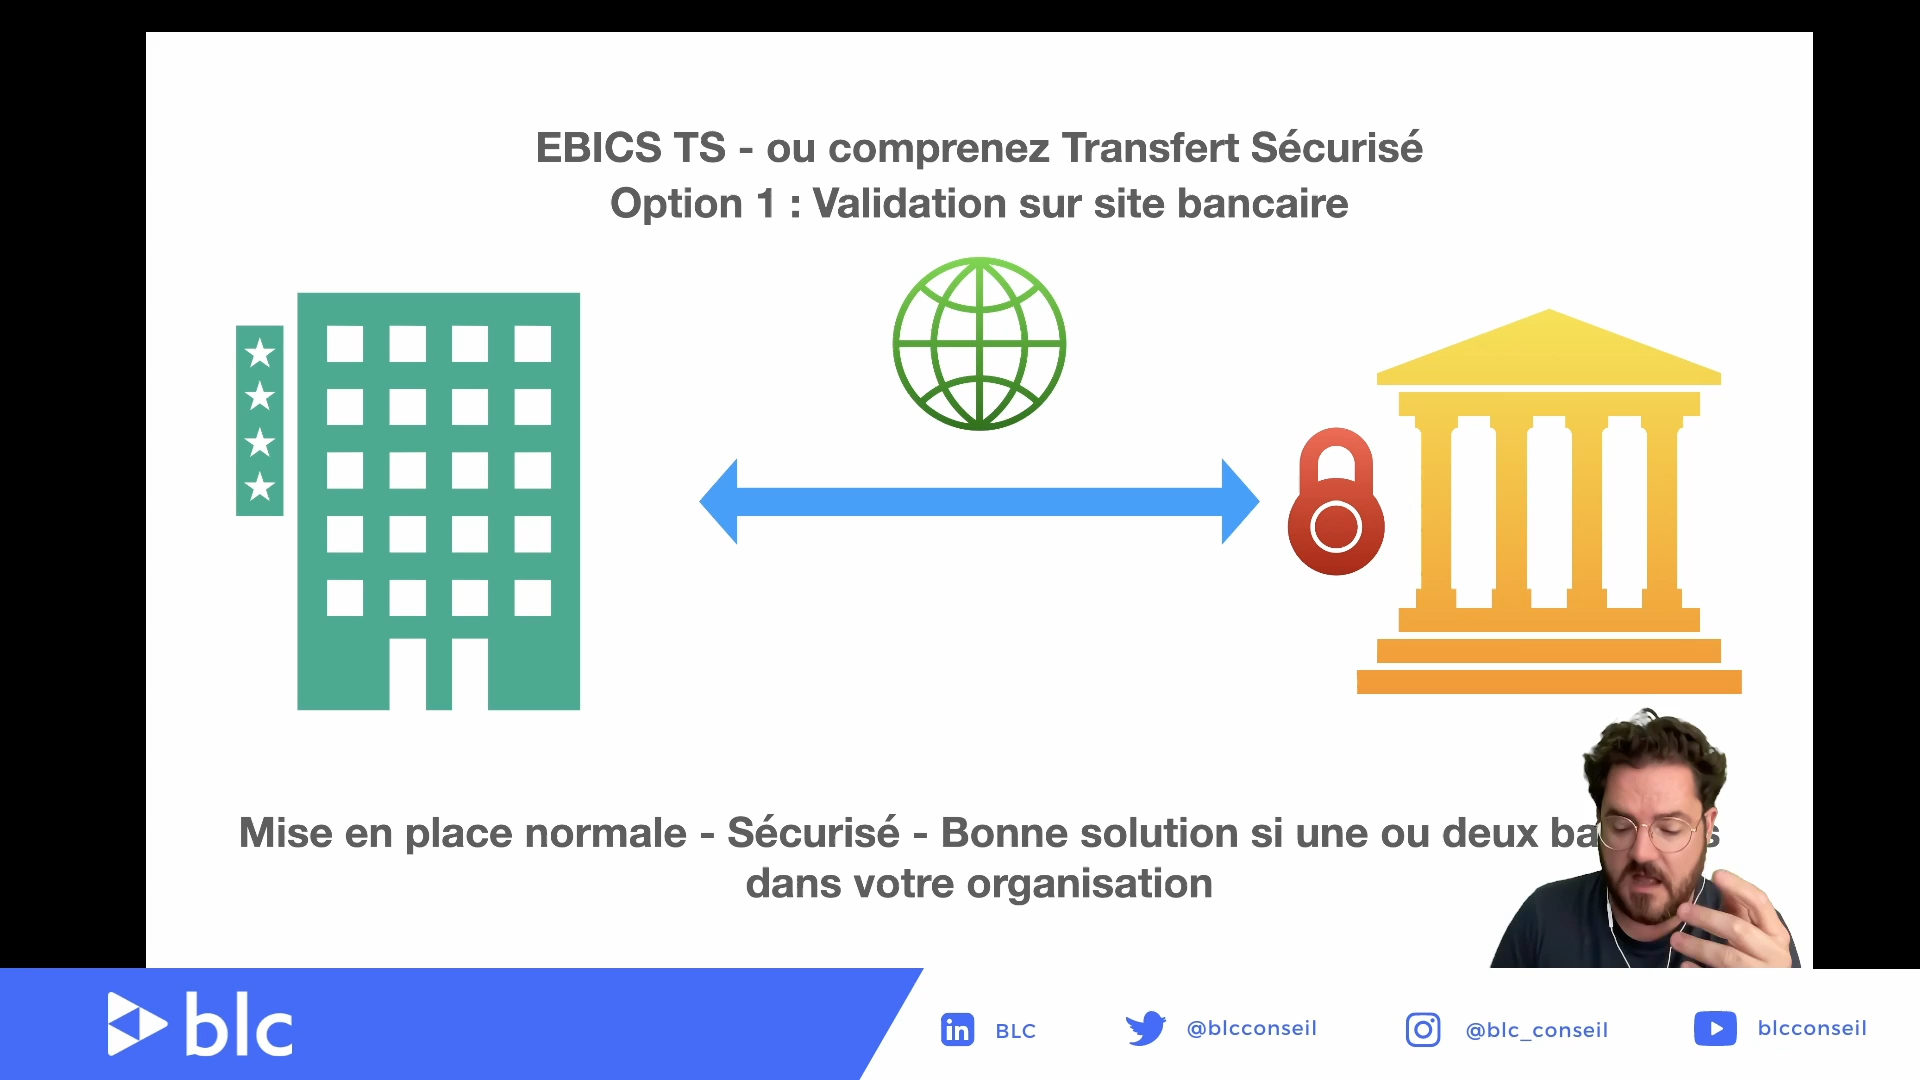 EBICS TS - ou comprenez Transfert Sécurisé
Option 1 : Validation sur site bancaire
Mise en place normale - Sécurisé - Bonne solution si une ou deux
dans votre organisation
blc
BLC
@blcconseil
@blc_conseil
blcconseil